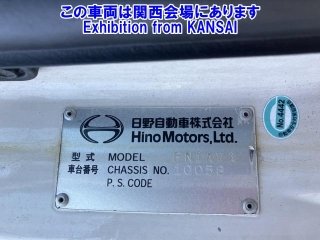 この車両は関西会場にあります
Exhibition from KANSAI
日野自動車株式会社
Hino Motors, Ltd.
型式 MODEL
車台番号 CHASSIS NO.
P.S. CODE
No.4442